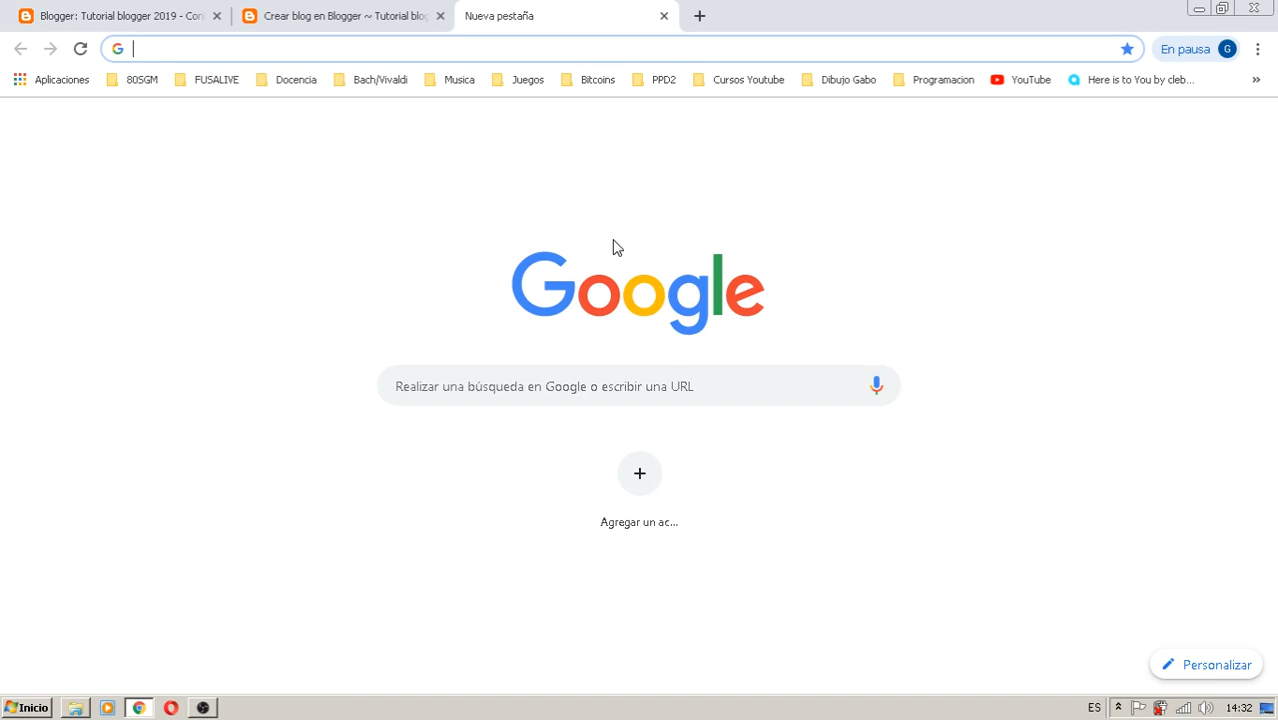 Blogger: Tutorial blogger 2019 - Con
Crear blog en Blogger ~ Tutorial blog
Nueva pestaña
En pausa G
Aplicaciones 80SGM FUSALIVE Docencia Bach/Vivaldi Musica Juegos Bitcoins PPD2 Cursos Youtube Dibujo Gabo Programacion YouTube Here is to You by cleb... »
Google
Realizar una búsqueda en Google o escribir una URL
Agregar un ac...
Personalizar
Inicio ES 14:32